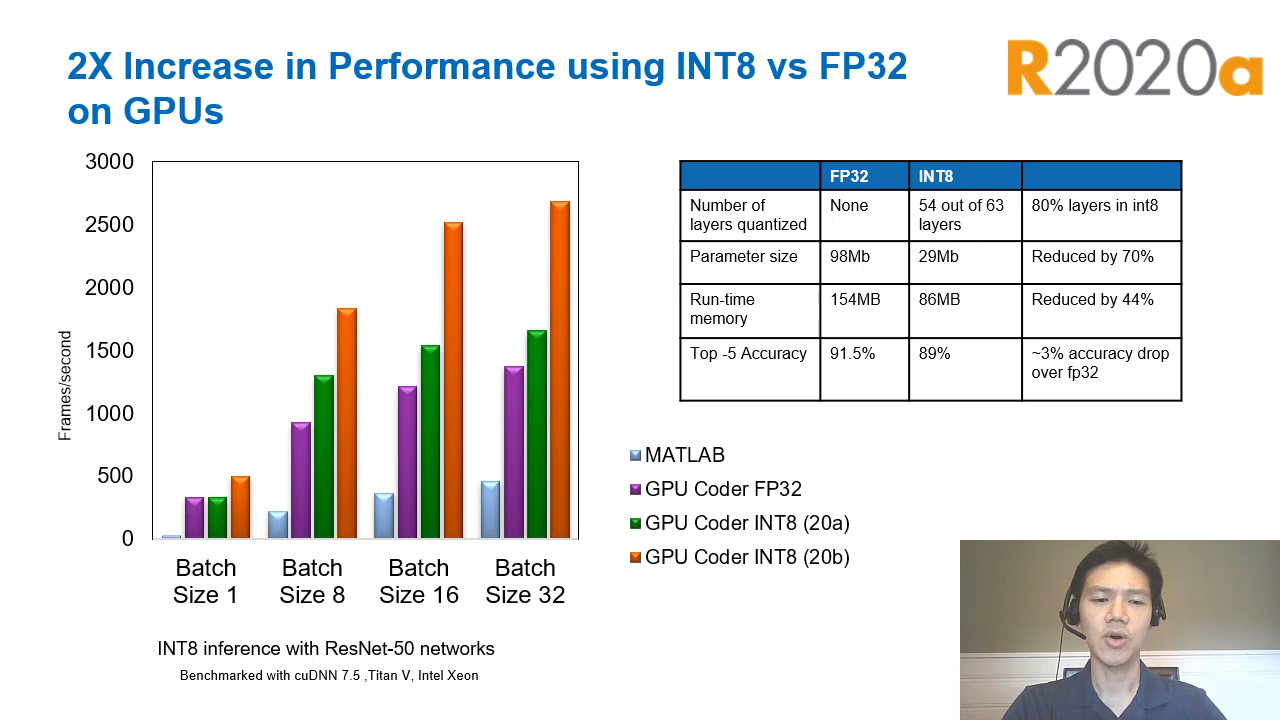 2X Increase in Performance using INT8 vs FP32
on GPUs
R2020a
3000
2500
2000
1500
1000
500
0
Frames/second
Batch
Size 1
Batch
Size 8
Batch
Size 16
Batch
Size 32
INT8 inference with ResNet-50 networks
Benchmarked with cuDNN 7.5 ,Titan V, Intel Xeon
FP32
INT8
Number of
layers quantized
None
54 out of 63
layers
80% layers in int8
Parameter size
98Mb
29Mb
Reduced by 70%
Run-time
memory
154MB
86MB
Reduced by 44%
Top -5 Accuracy
91.5%
89%
~3% accuracy drop
over fp32
MATLAB
GPU Coder FP32
GPU Coder INT8 (20a)
GPU Coder INT8 (20b)